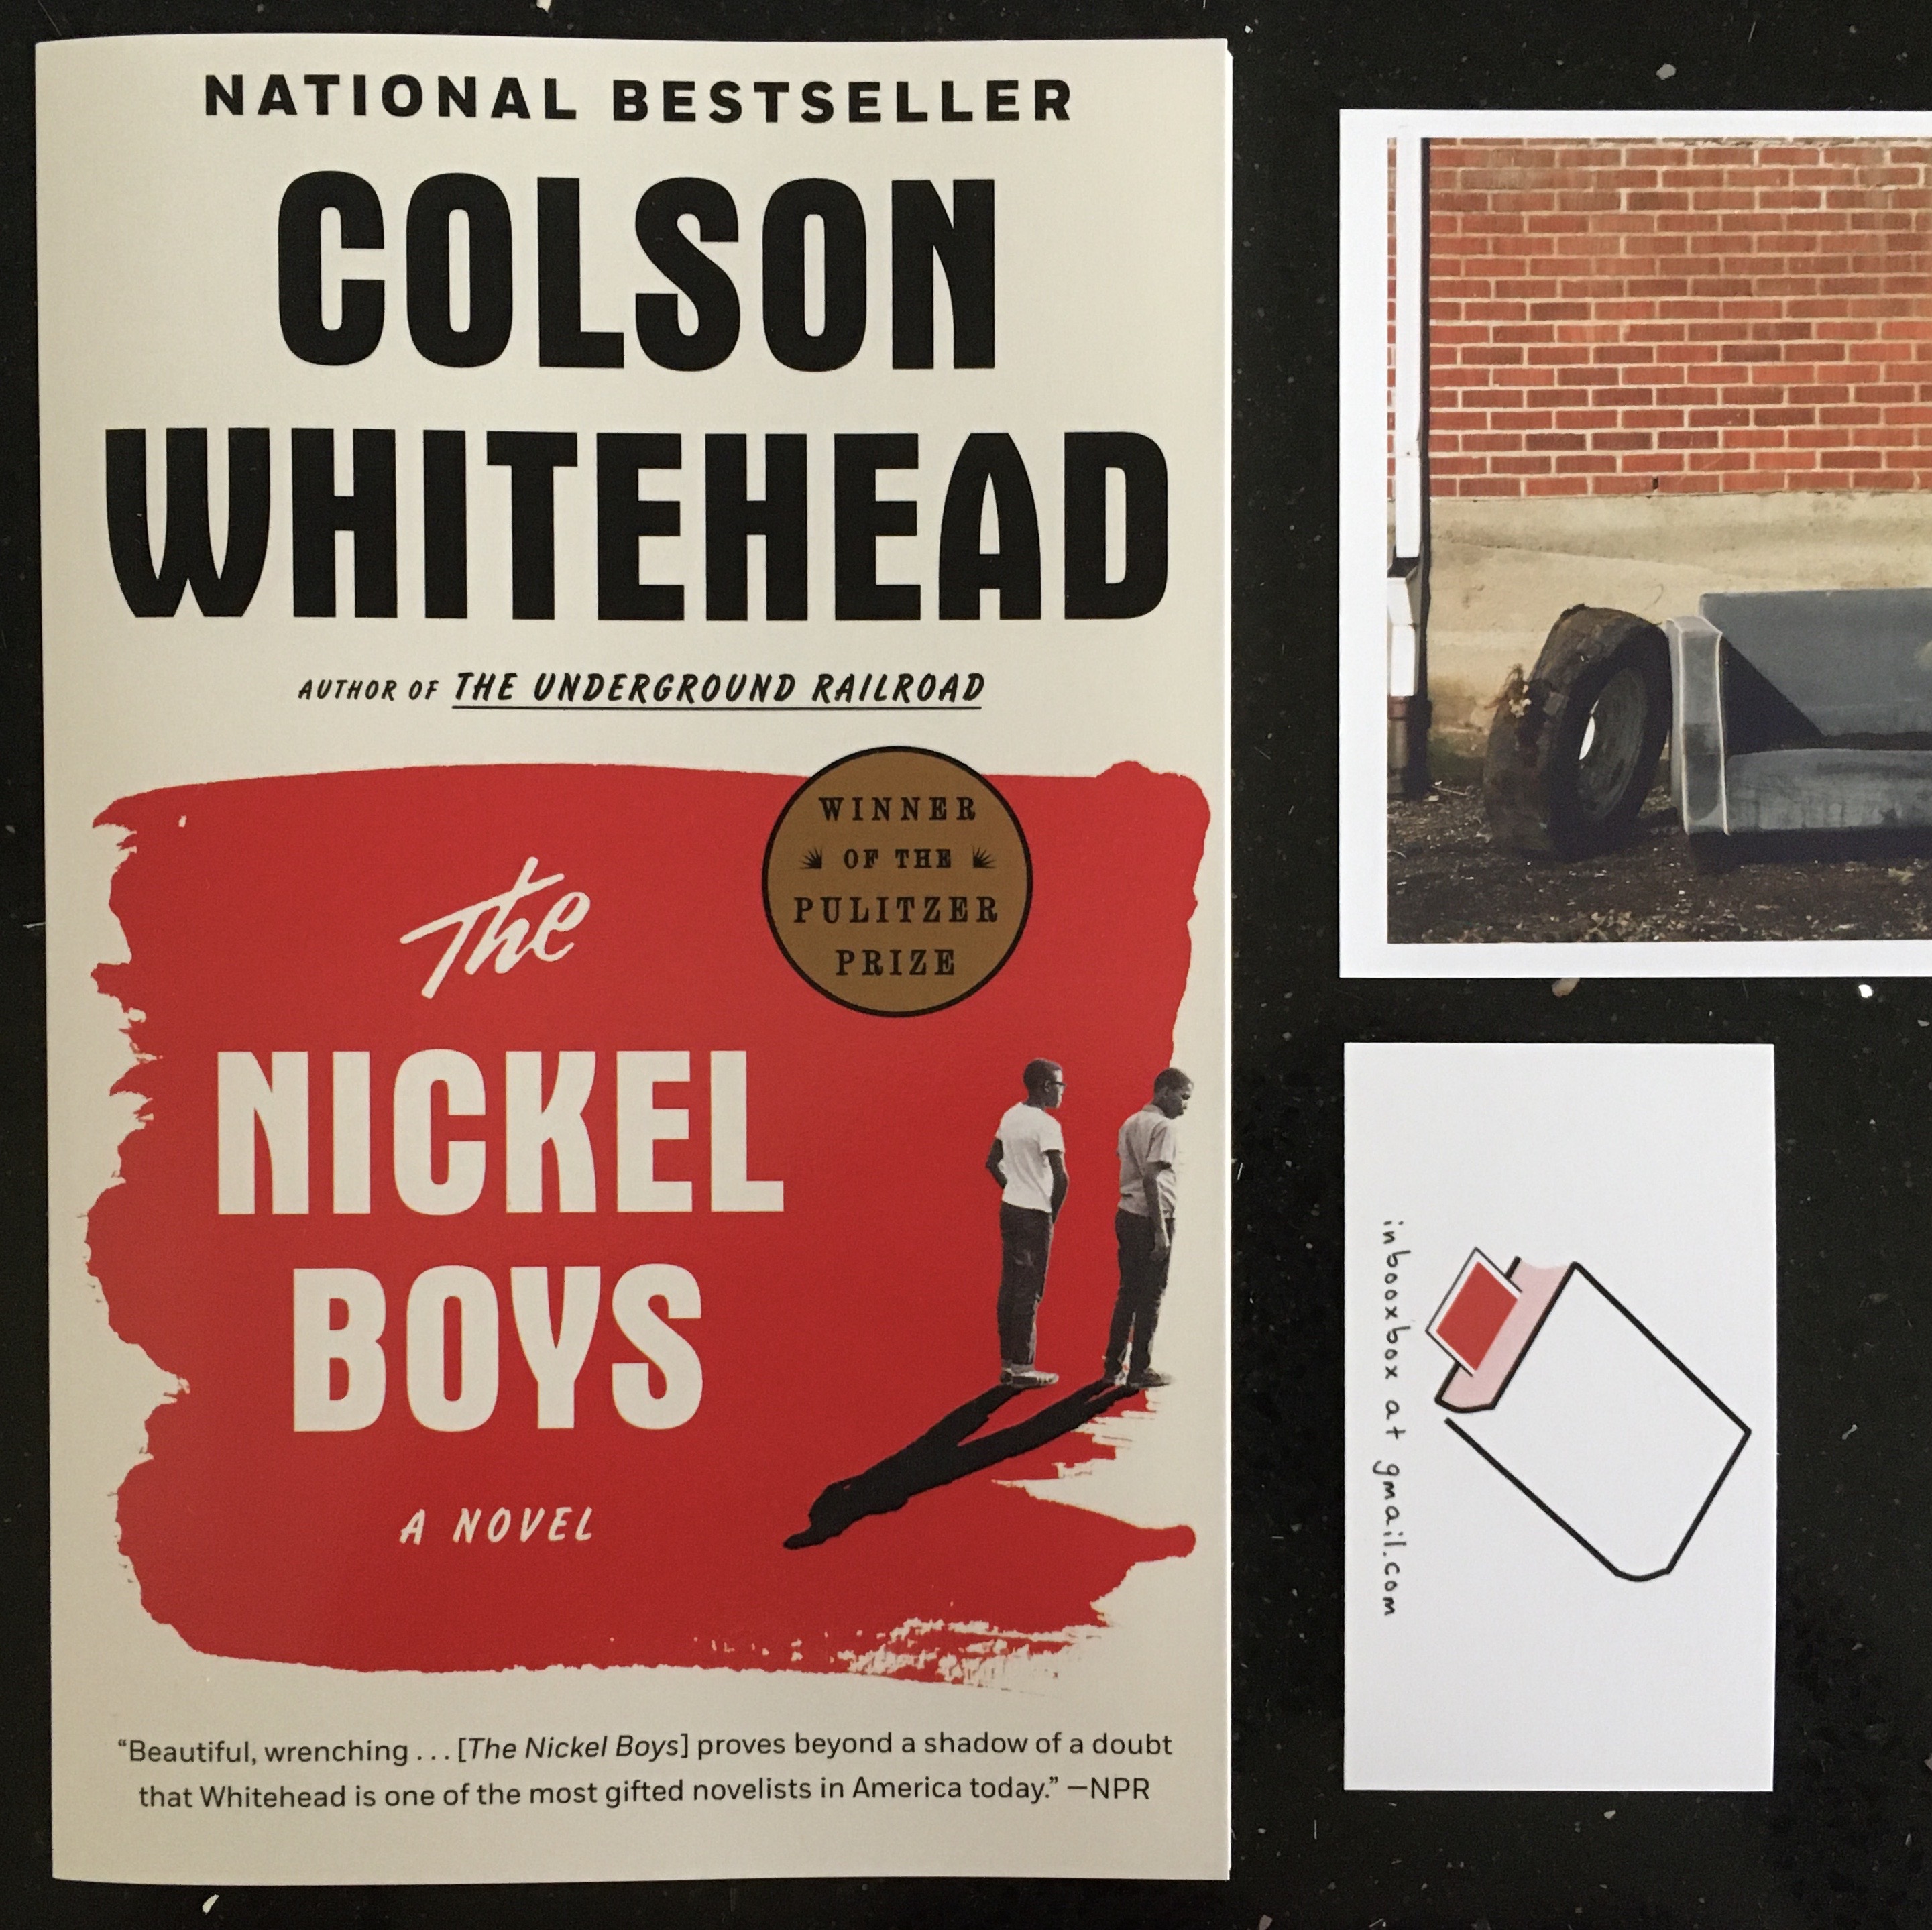 NATIONAL BESTSELLER
COLSON
WHITEHEAD
AUTHOR OF THE UNDERGROUND RAILROAD
WINNER
OF THE
PULITZER
PRIZE
The
NICKEL
BOYS
A NOVEL
“Beautiful, wrenching . . . [The Nickel Boys] proves beyond a shadow of a doubt
that Whitehead is one of the most gifted novelists in America today.” —NPR
inbooxbox at gmail.com